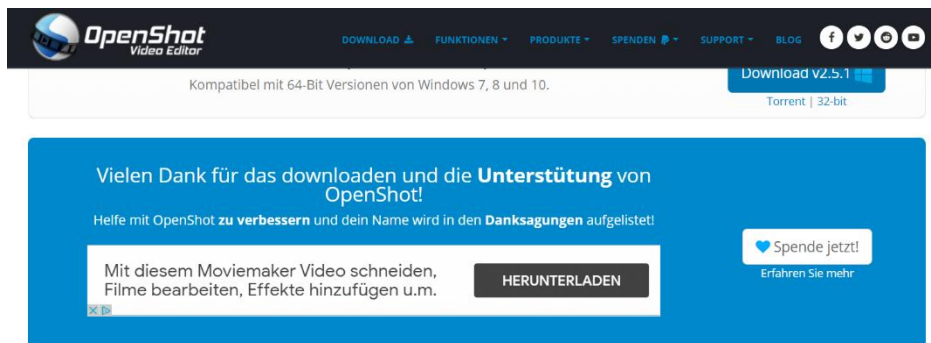 OpenShot
Video Editor
DOWNLOAD FUNKTIONEN PRODUKTE SPENDEN SUPPORT BLOG
Kompatibel mit 64-Bit Versionen von Windows 7, 8 und 10.
Download v2.5.1
Torrent | 32-bit
Vielen Dank für das downloaden und die Unterstütung von
OpenShot!
Helfe mit OpenShot zu verbessern und dein Name wird in den Danksagungen aufgelistet!
Mit diesem Moviemaker Video schneiden,
Filme bearbeiten, Effekte hinzufügen u.m.
HERUNTERLADEN
Spende jetzt!
Erfahren Sie mehr